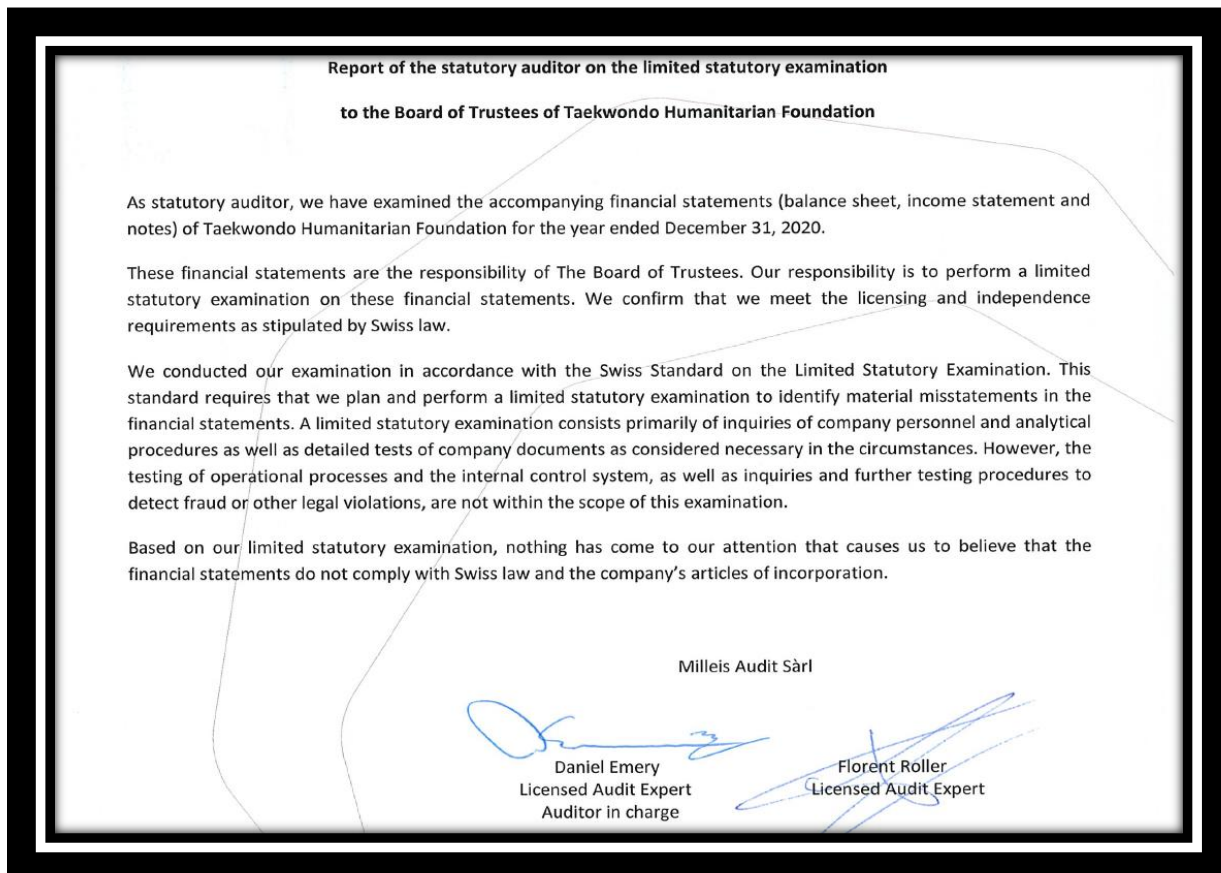 Report of the statutory auditor on the limited statutory examination
to the Board of Trustees of Taekwondo Humanitarian Foundation
As statutory auditor, we have examined the accompanying financial statements (balance sheet, income statement and
notes) of Taekwondo Humanitarian Foundation for the year ended December 31, 2020.
These financial statements are the responsibility of The Board of Trustees. Our responsibility is to perform a limited
statutory examination on these financial statements. We confirm that we meet the licensing and independence
requirements as stipulated by Swiss law.
We conducted our examination in accordance with the Swiss Standard on the Limited Statutory Examination. This
standard requires that we plan and perform a limited statutory examination to identify material misstatements in the
financial statements. A limited statutory examination consists primarily of inquiries of company personnel and analytical
procedures as well as detailed tests of company documents as considered necessary in the circumstances. However, the
testing of operational processes and the internal control system, as well as inquiries and further testing procedures to
detect fraud or other legal violations, are not within the scope of this examination.
Based on our limited statutory examination, nothing has come to our attention that causes us to believe that the
financial statements do not comply with Swiss law and the company's articles of incorporation.
Milleis Audit Sàrl
Daniel Emery
Licensed Audit Expert
Auditor in charge
Florent Roller
Licensed Audit Expert